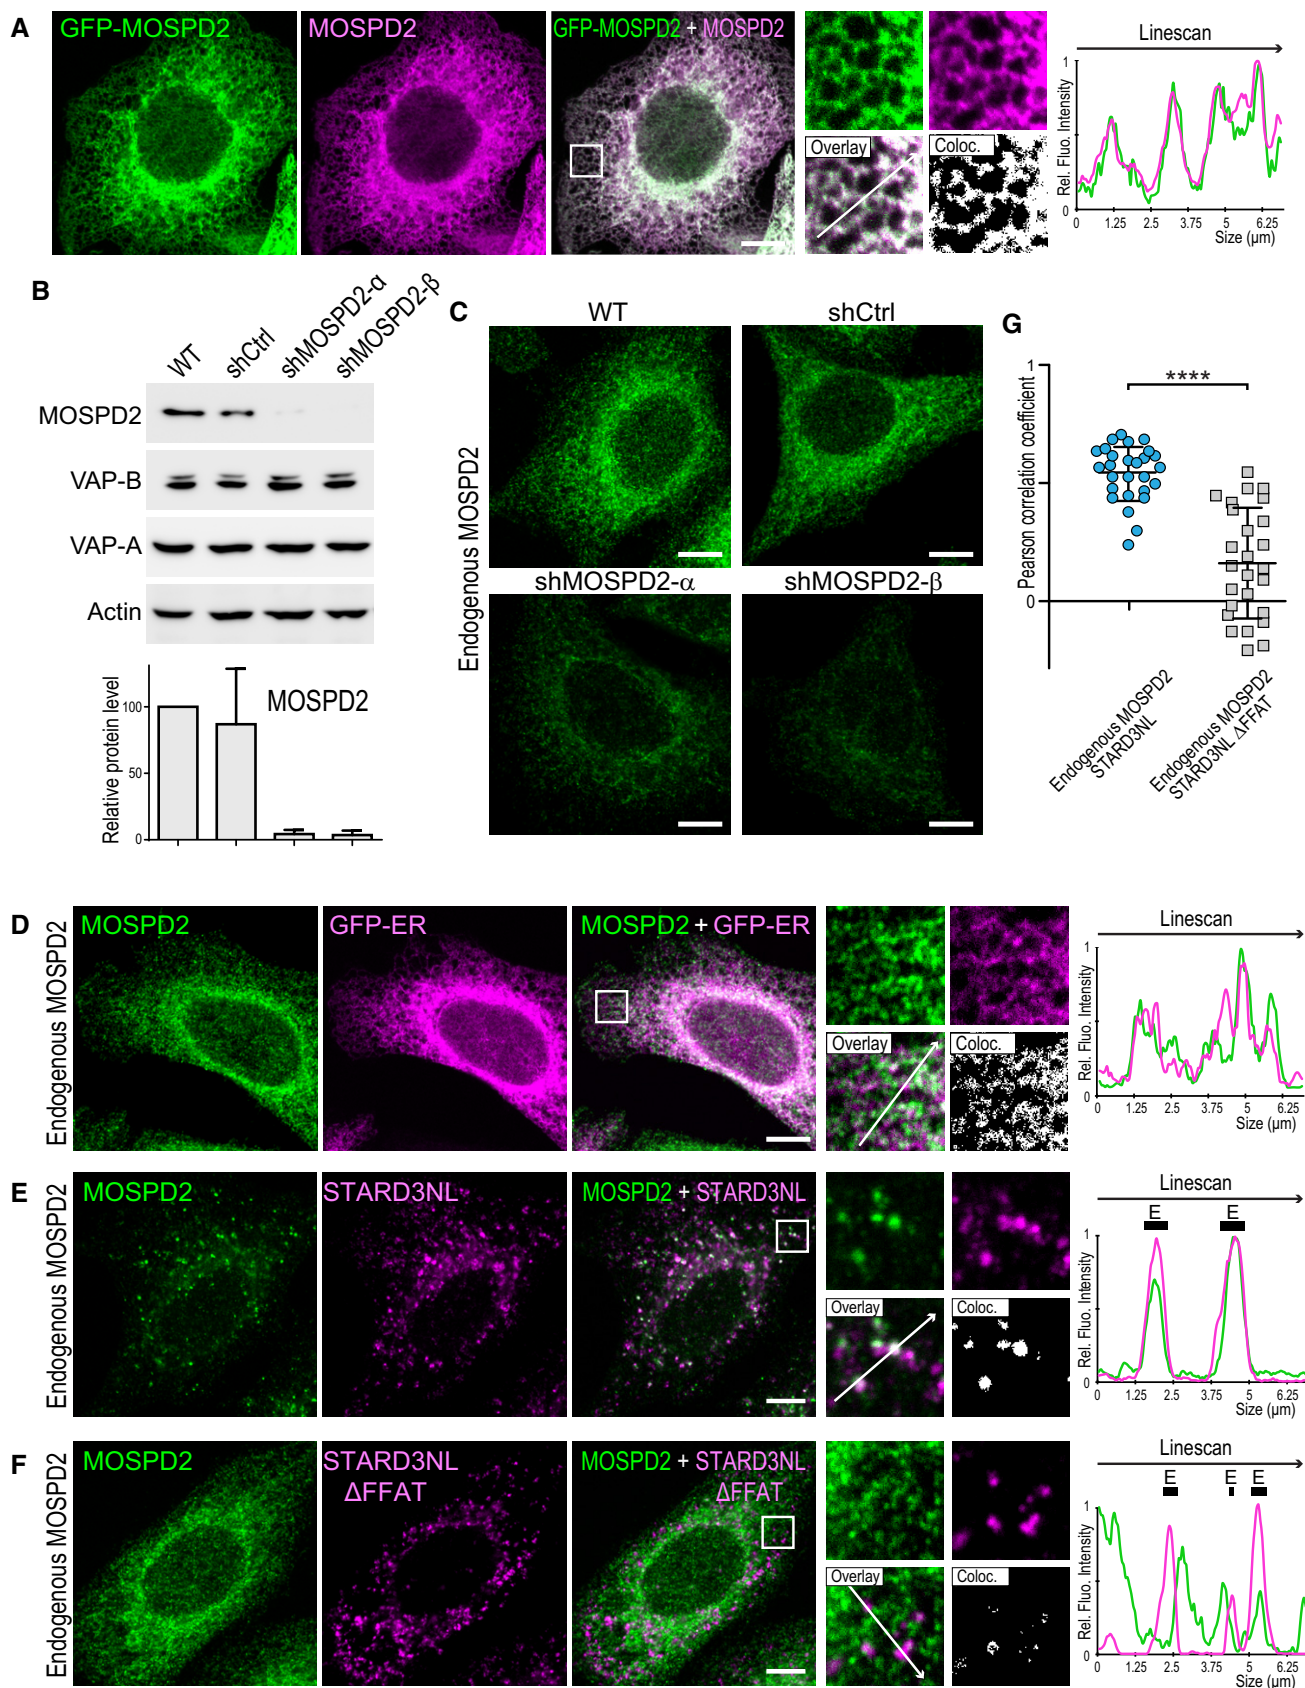 A
GFP-MOSPD2
MOSPD2
GFP-MOSPD2 + MOSPD2
Overlay
Coloc.
Linescan
Rel. Fluo. Intensity
1
0
0 1.25 2.5 3.75 5 6.25
Size (µm)
B
WT
shCtrl
shMOSPD2-α
shMOSPD2-β
MOSPD2
VAP-B
VAP-A
Actin
Relative protein level
100
50
0
MOSPD2
C
Endogenous MOSPD2
WT
shCtrl
shMOSPD2-α
shMOSPD2-β
G
Pearson correlation coefficient
1
0
****
Endogenous MOSPD2
STARD3NL
Endogenous MOSPD2
STARD3NL ΔFFAT
D
Endogenous MOSPD2
MOSPD2
GFP-ER
MOSPD2 + GFP-ER
Overlay
Coloc.
Linescan
Rel. Fluo. Intensity
1
0
0 1.25 2.5 3.75 5 6.25
Size (µm)
E
Endogenous MOSPD2
MOSPD2
STARD3NL
MOSPD2 + STARD3NL
Overlay
Coloc.
Linescan
E E
Rel. Fluo. Intensity
1
0
0 1.25 2.5 3.75 5 6.25
Size (µm)
F
Endogenous MOSPD2
MOSPD2
STARD3NL
ΔFFAT
MOSPD2 + STARD3NL
ΔFFAT
Overlay
Coloc.
Linescan
E E E
Rel. Fluo. Intensity
1
0
0 1.25 2.5 3.75 5 6.25
Size (µm)